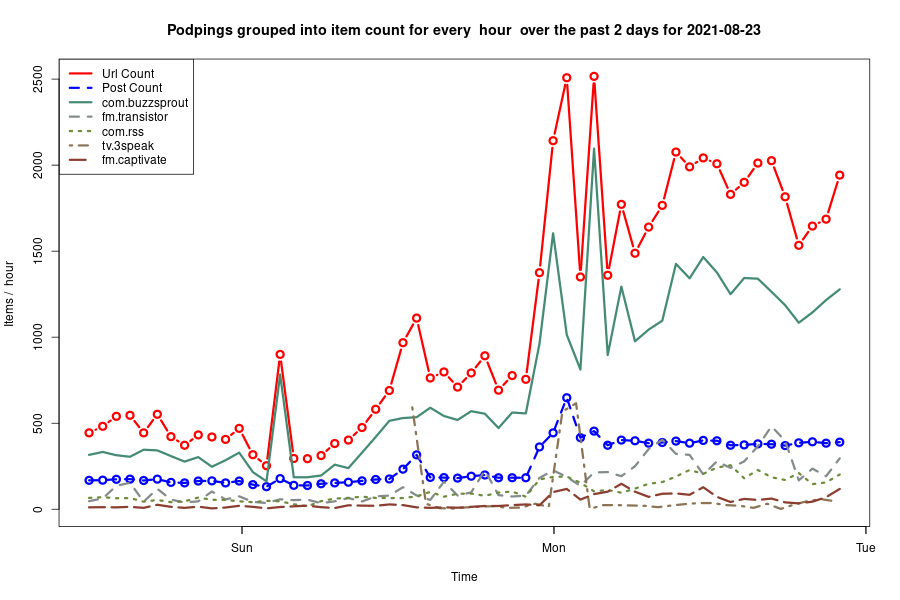 Podpings grouped into item count for every  hour  over the past 2 days for 2021-08-23
Url Count
Post Count
com.buzzsprout
fm.transistor
com.rss
tv.3speak
fm.captivate
2500
2000
1500
1000
500
0
Items /  hour
Sun
Mon
Tue
Time